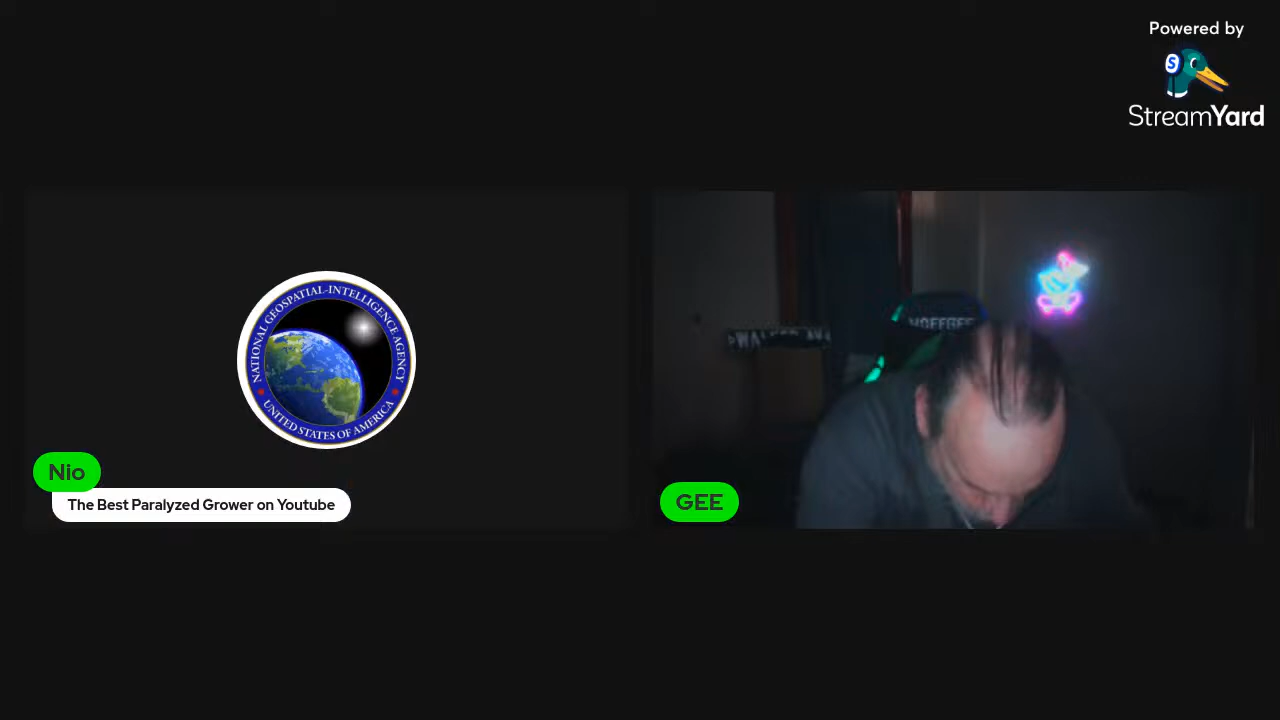 Powered by
S
StreamYard
NATIONAL GEOSPATIAL-INTELLIGENCE AGENCY
UNITED STATES OF AMERICA
Nio
The Best Paralyzed Grower on Youtube
GEE